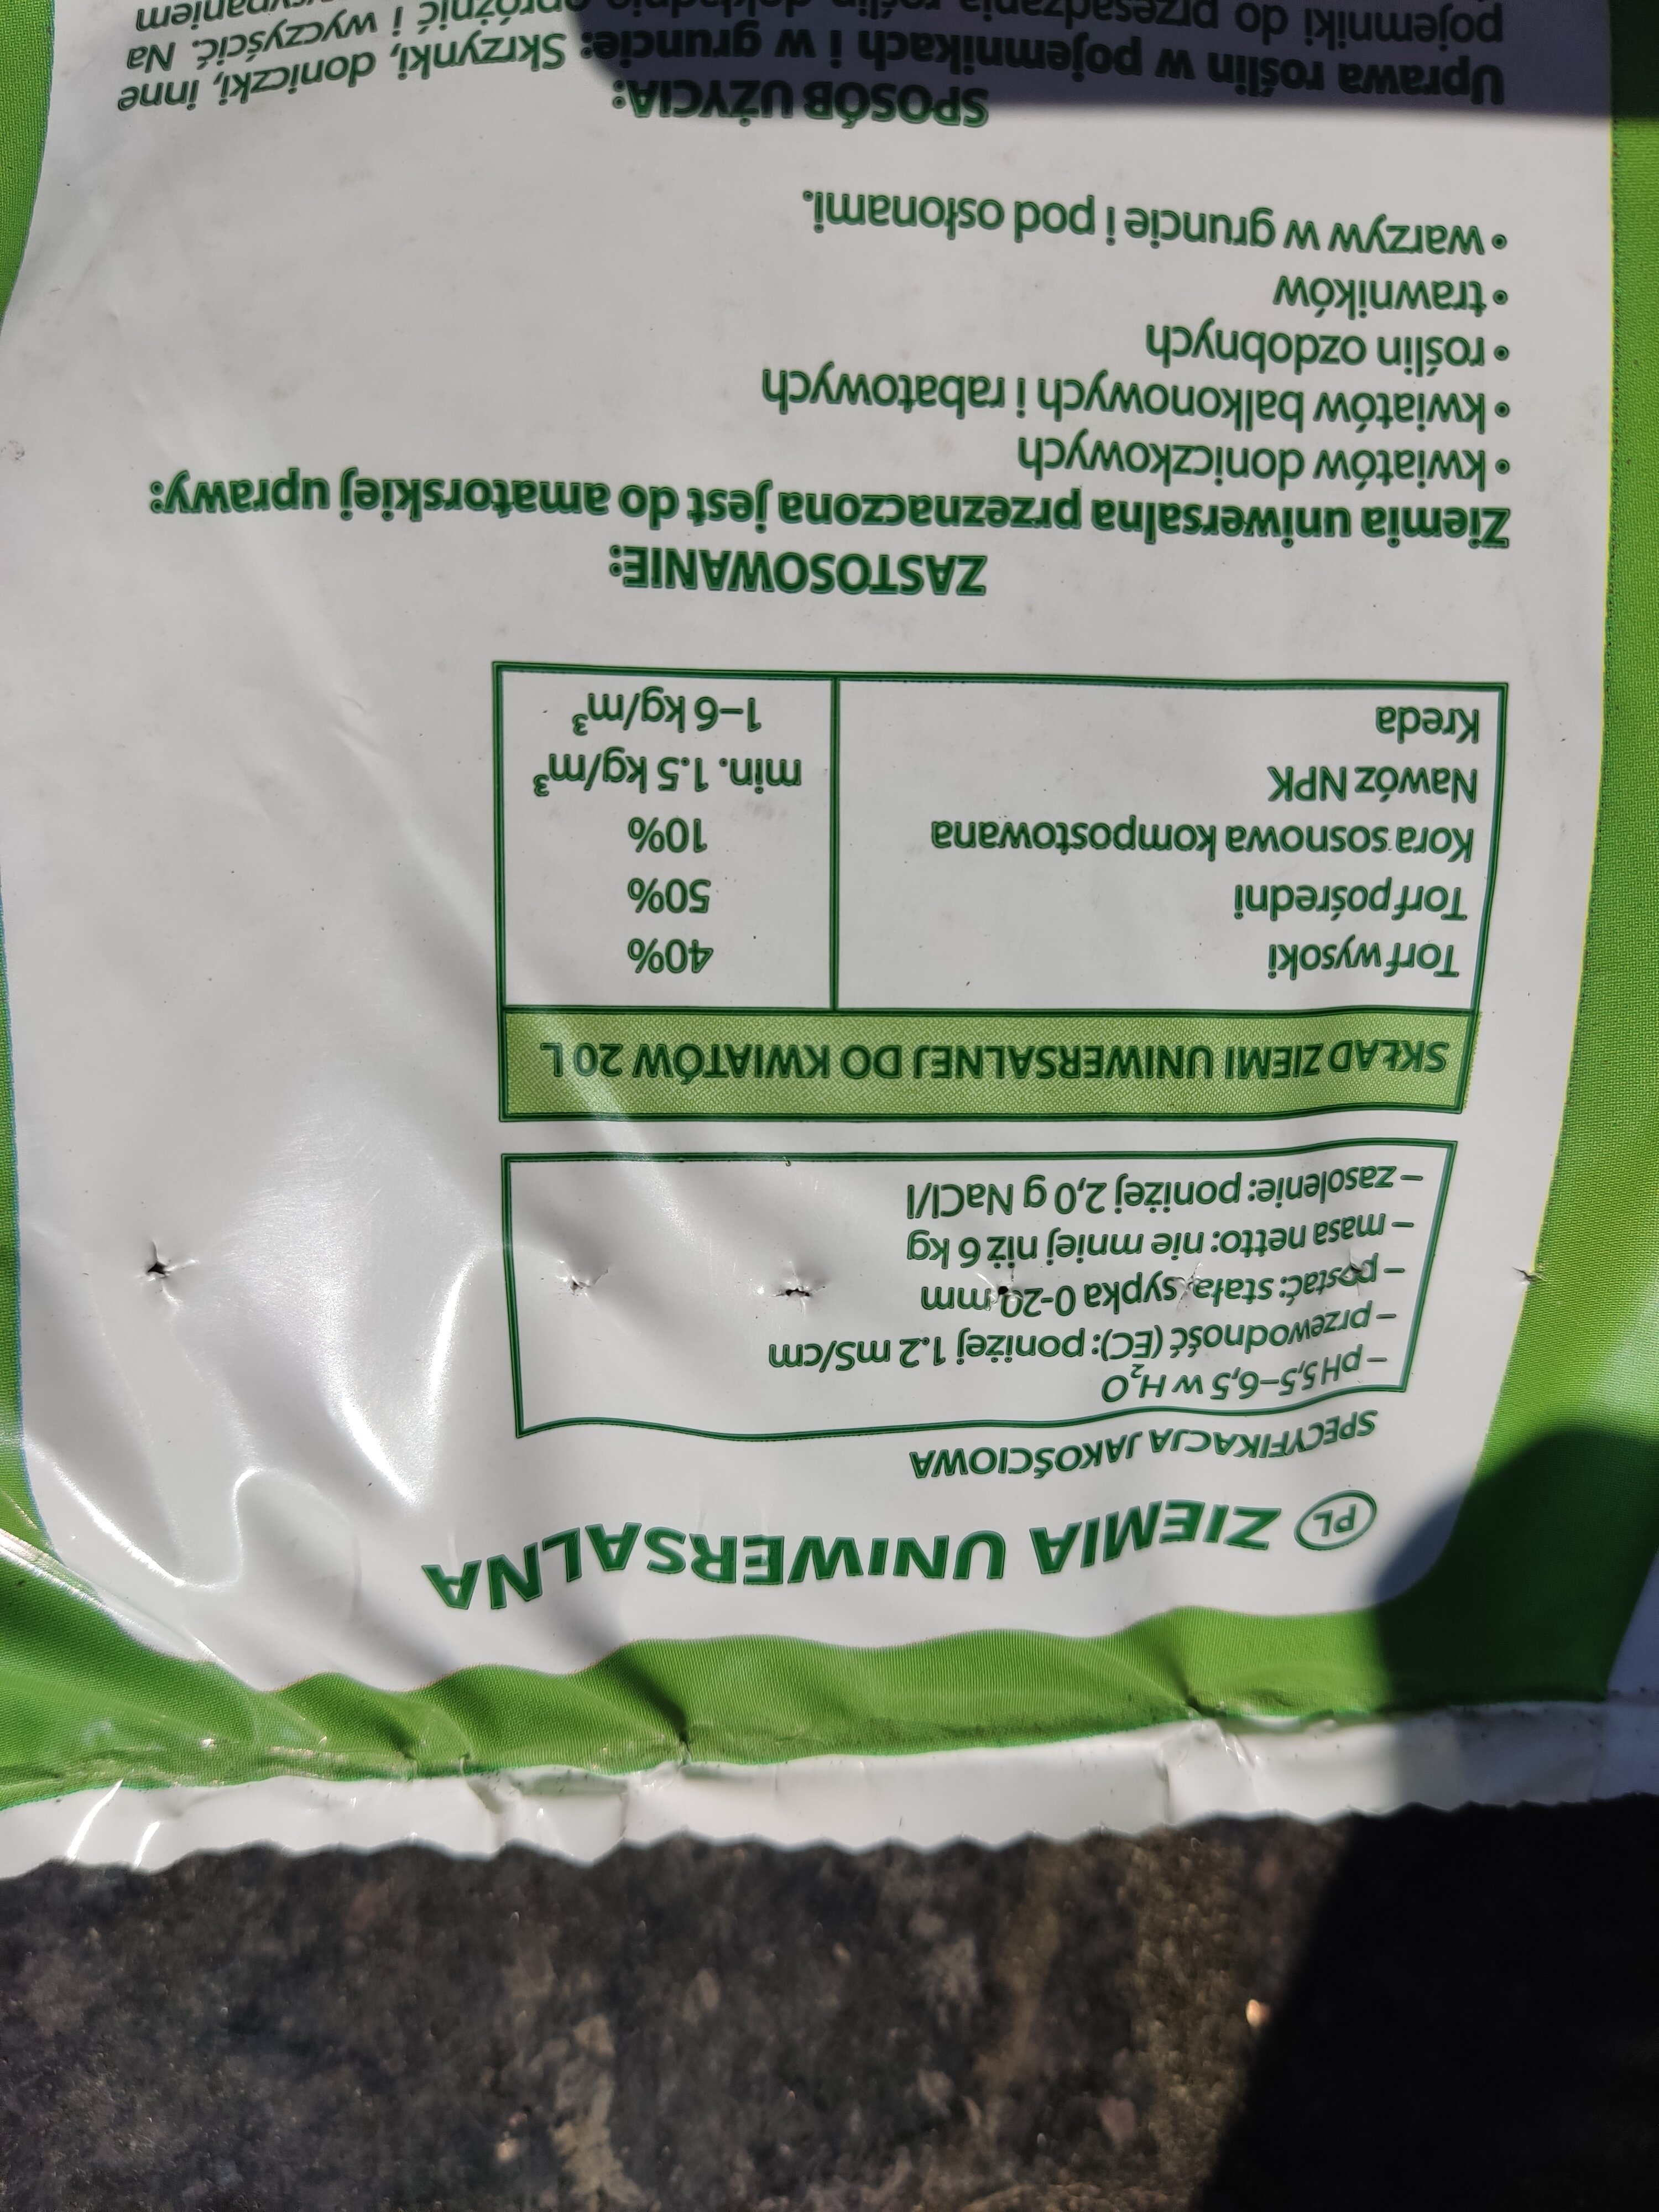 PL ZIEMIA UNIWERSALNA
SPECYFIKACJA JAKOŚCIOWA
– pH 5,5–6,5 w H₂O
– przewodność (EC): poniżej 1.2 mS/cm
– postać: stała, sypka 0-20 mm
– masa netto: nie mniej niż 6 kg
– zasolenie: poniżej 2,0 g NaCl/l
SKŁAD ZIEMI UNIWERSALNEJ DO KWIATÓW 20 L
Torf wysoki 40%
Torf pośredni 50%
Kora sosnowa kompostowana 10%
Nawóz NPK min. 1.5 kg/m³
Kreda 1–6 kg/m³
ZASTOSOWANIE:
Ziemia uniwersalna przeznaczona jest do amatorskiej uprawy:
• kwiatów doniczkowych
• kwiatów balkonowych i rabatowych
• roślin ozdobnych
• trawników
• warzyw w gruncie i pod osłonami.
SPOSÓB UŻYCIA:
Uprawa roślin w pojemnikach i w gruncie: Skrzynki, doniczki, inne
pojemniki do przesadzania roślin dokładnie opróżnić i wyczyścić. Na